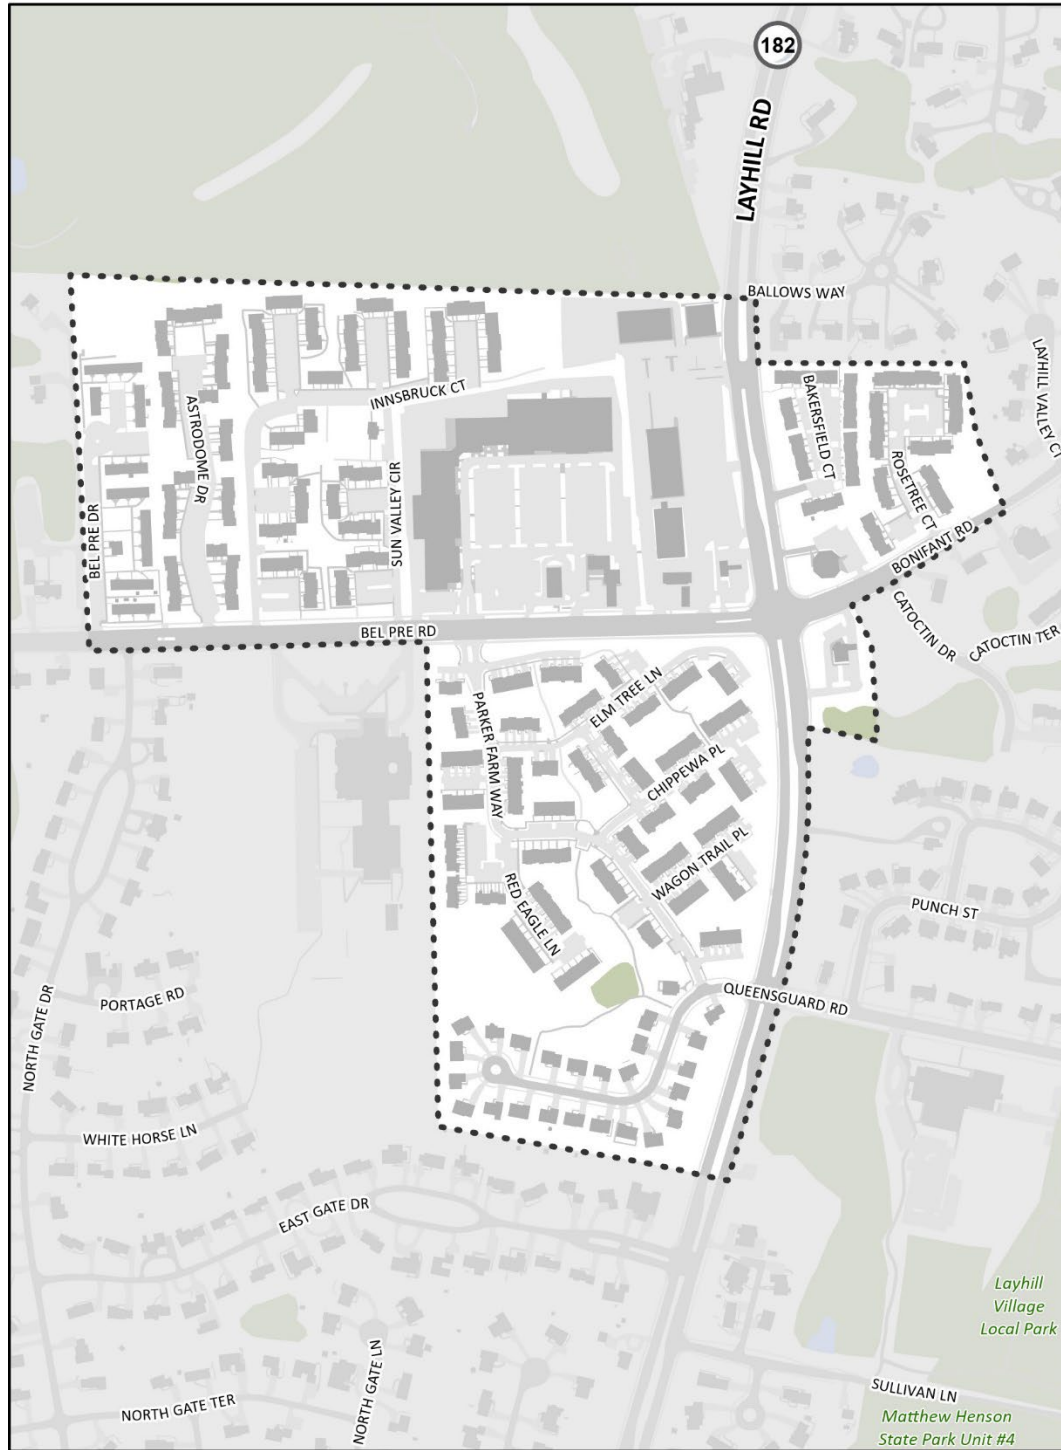 182
LAYHILL RD
BALLOWS WAY
LAYHILL VALLEY CT
INNSBRUCK CT
BAKERSFIELD CT
ASTRODOME DR
ROSETREE CT
SUN VALLEY CIR
BEL PRE DR
BONIFANT RD
BEL PRE RD
CATOCTIN DR
CATOCTIN TER
ELM TREE LN
PARKER FARM WAY
CHIPPEWA PL
WAGON TRAIL PL
RED EAGLE LN
PUNCH ST
QUEENSGUARD RD
PORTAGE RD
NORTH GATE DR
WHITE HORSE LN
EAST GATE DR
Layhill
Village
Local Park
NORTH GATE LN
SULLIVAN LN
NORTH GATE TER
Matthew Henson
State Park Unit #4